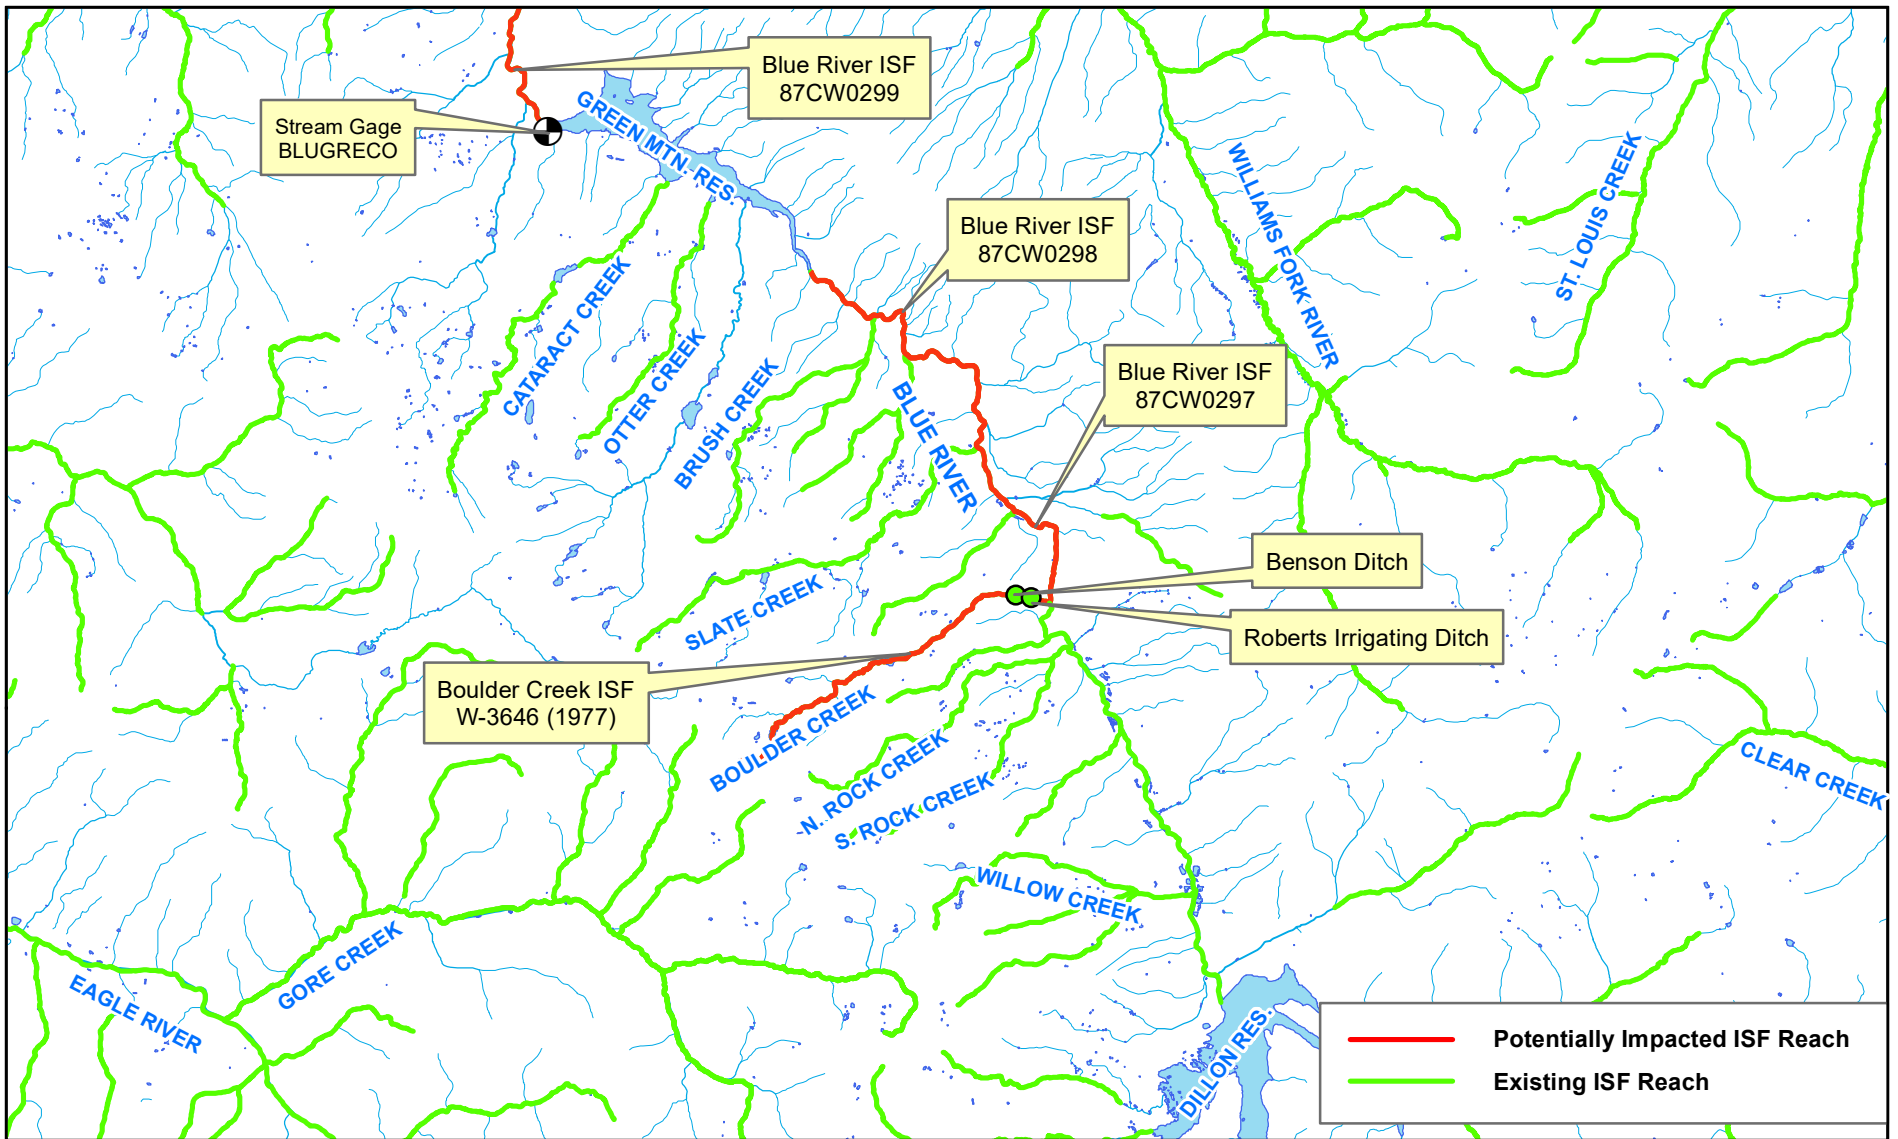 Blue River ISF
87CW0299
Stream Gage
BLUGRECO
GREEN MTN. RES.
Blue River ISF
87CW0298
WILLIAMS FORK RIVER
ST. LOUIS CREEK
CATARACT CREEK
OTTER CREEK
BRUSH CREEK
BLUE RIVER
Blue River ISF
87CW0297
Benson Ditch
Roberts Irrigating Ditch
SLATE CREEK
Boulder Creek ISF
W-3646 (1977)
BOULDER CREEK
N. ROCK CREEK
S. ROCK CREEK
CLEAR CREEK
WILLOW CREEK
GORE CREEK
EAGLE RIVER
DILLON RES.
Potentially Impacted ISF Reach
Existing ISF Reach